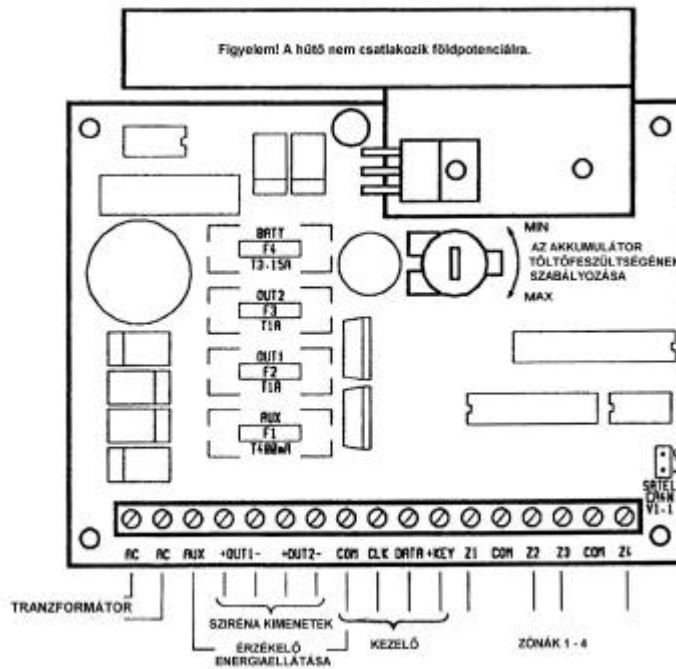 Figyelem! A hűtő nem csatlakozik földpotenciálra.
MIN
AZ AKKUMULÁTOR
TÖLTŐFESZÜLTSÉGÉNEK
SZABÁLYOZÁSA
MAX
BATT
F4
T3.15A
OUT2
F3
T1A
OUT1
F2
T1A
AUX
F1
T400mA
SATEL
CA4N
V1-1
AC AC AUX +OUT1- +OUT2- COM CLK DATA +KEY Z1 COM Z2 Z3 COM Z4
TRANZFORMÁTOR
SZIRÉNA KIMENETEK
ÉRZÉKELŐ
ENERGIAELLÁTÁSA
KEZELŐ
ZÓNÁK 1 - 4